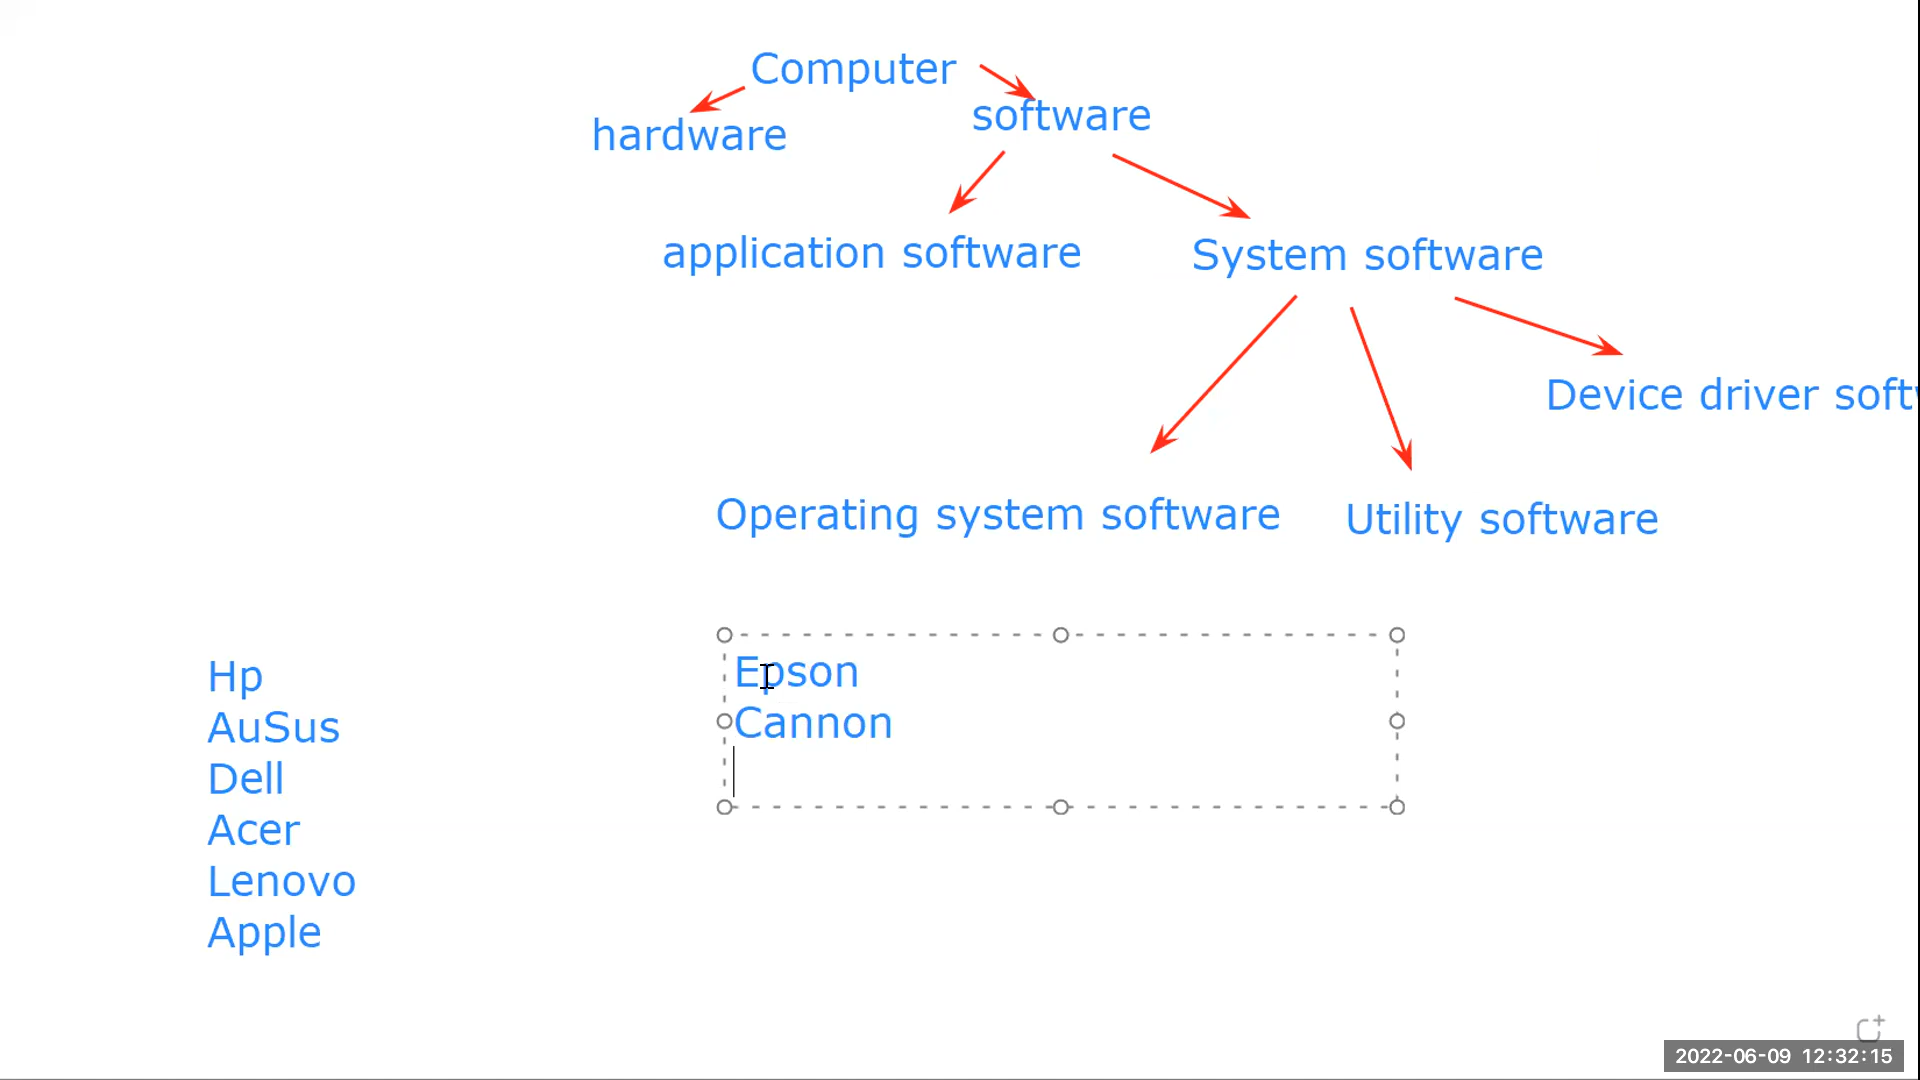 Computer
hardware
software
application software
System software
Device driver soft
Operating system software
Utility software
Hp
AuSus
Dell
Acer
Lenovo
Apple
Epson
Cannon
2022-06-09 12:32:15